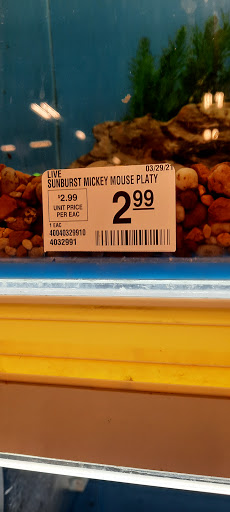 LIVE 03/29/21
SUNBURST MICKEY MOUSE PLATY
$2.99
UNIT PRICE
PER EAC
2.99
1 EAC
40040329910
4032991